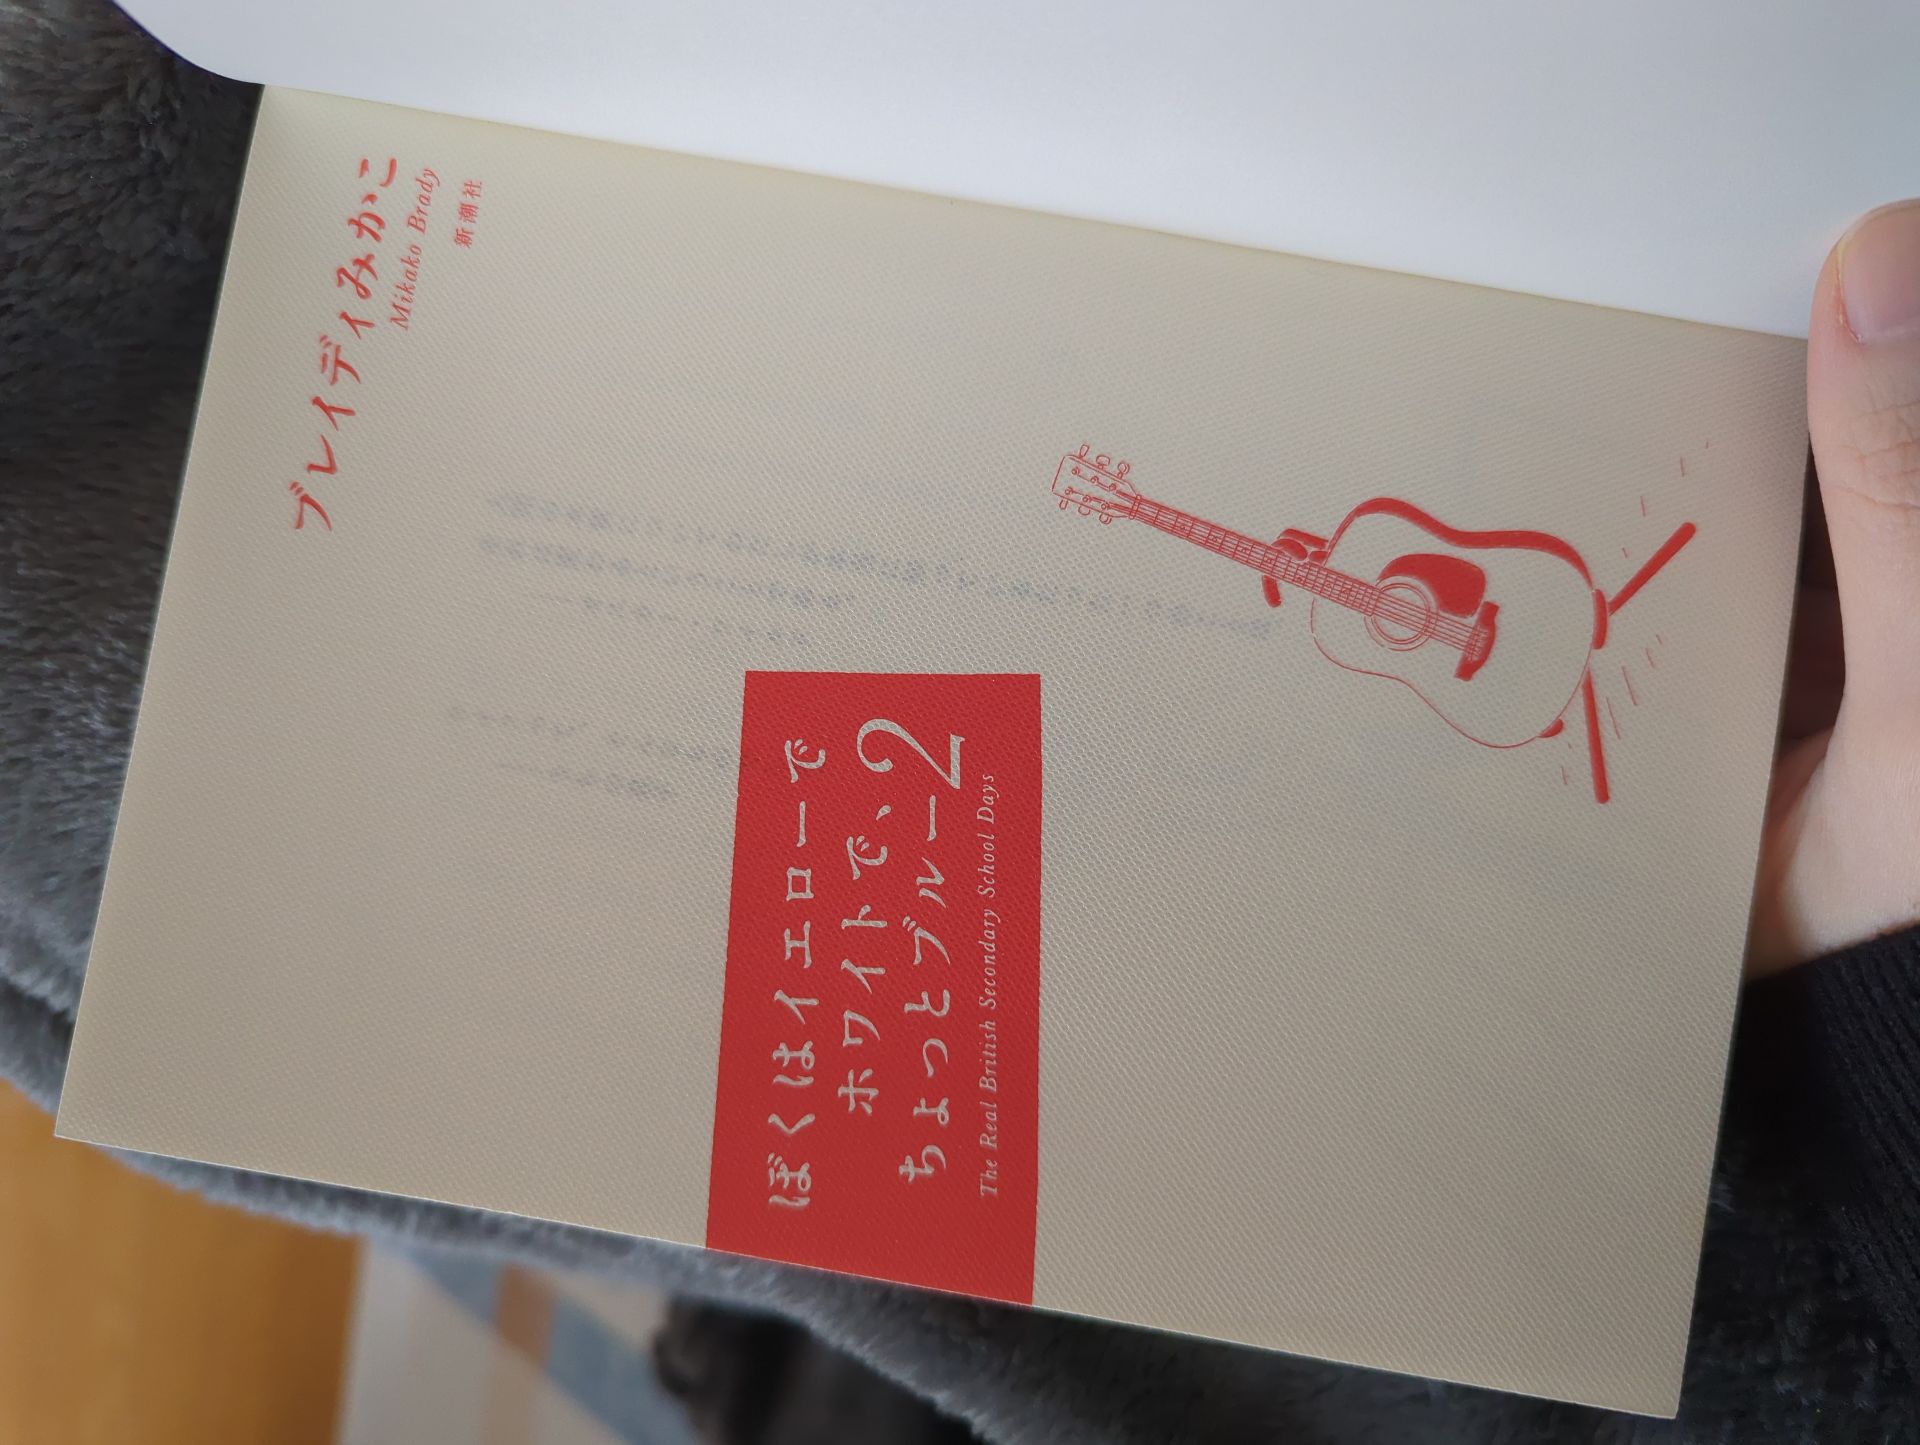 ブレイディみかこ
Mikako Brady
新潮社
ぼくはイエローで
ホワイトで、
ちょっとブルー2
The Real British Secondary School Days